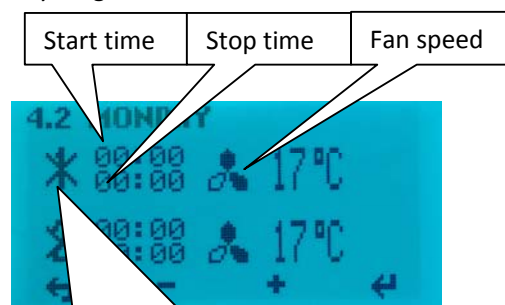 Start time Stop time Fan speed
4.2 MONDAY
00:00
00:00 17°C
00:00
00:00 17°C
- +